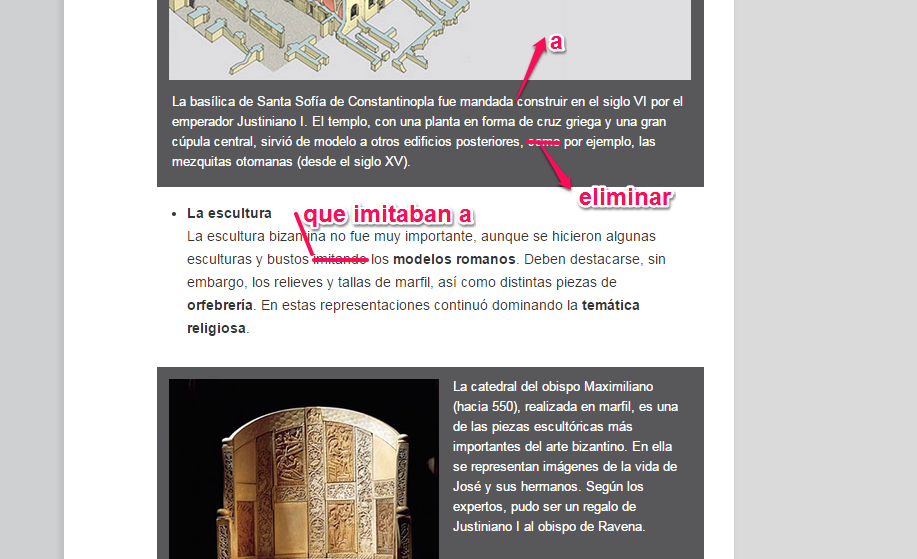 a
La basílica de Santa Sofía de Constantinopla fue mandada construir en el siglo VI por el
emperador Justiniano I. El templo, con una planta en forma de cruz griega y una gran
cúpula central, sirvió de modelo a otros edificios posteriores, como por ejemplo, las
mezquitas otomanas (desde el siglo XV).
eliminar
• La escultura
que imitaban a
La escultura bizantina no fue muy importante, aunque se hicieron algunas
esculturas y bustos imitando los modelos romanos. Deben destacarse, sin
embargo, los relieves y tallas de marfil, así como distintas piezas de
orfebrería. En estas representaciones continuó dominando la temática
religiosa.
La catedral del obispo Maximiliano
(hacia 550), realizada en marfil, es una
de las piezas escultóricas más
importantes del arte bizantino. En ella
se representan imágenes de la vida de
José y sus hermanos. Según los
expertos, pudo ser un regalo de
Justiniano I al obispo de Ravena.